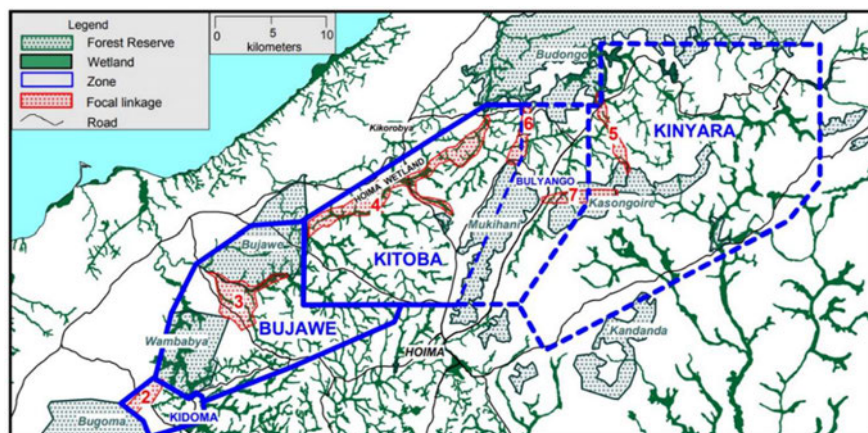 Legend
Forest Reserve
Wetland
Zone
Focal linkage
Road
0 5 10
kilometers
Budongo
Kikorobya
6
5
KINYARA
HOIMA WETLAND
4
BULYANGO
7
Kasongoire
Mukihani
Bujawe
KITOBA
3
BUJAWE
Wambabya
Kandanda
HOIMA
2
KIDOMA
Bugoma